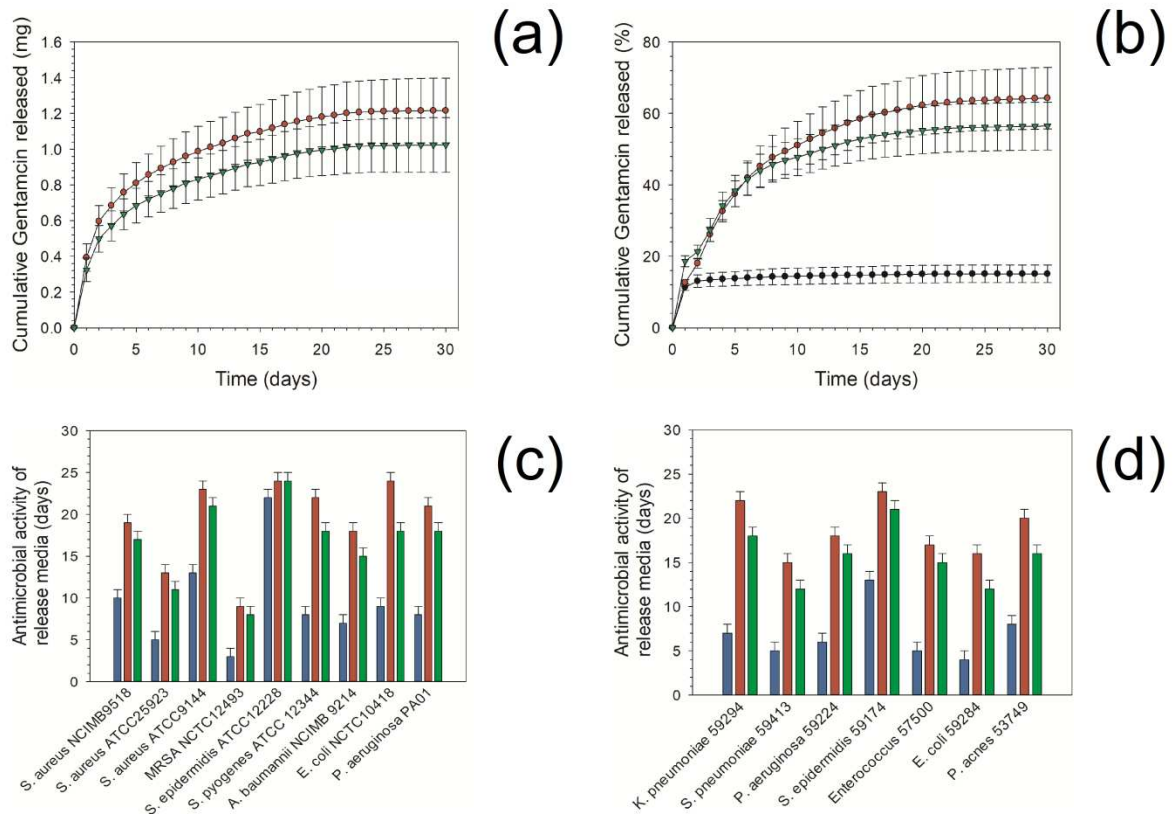 (a)
Cumulative Gentamcin released (mg)
1.6
1.4
1.2
1.0
0.8
0.6
0.4
0.2
0.0
0 5 10 15 20 25 30
Time (days)
(b)
Cumulative Gentamcin released (%)
80
60
40
20
0
0 5 10 15 20 25 30
Time (days)
(c)
Antimicrobial activity of
release media (days)
30
25
20
15
10
5
0
S. aureus NCIMB9518
S. aureus ATCC25923
S. aureus ATCC9144
MRSA NCTC12493
S. epidermidis ATCC12228
S. pyogenes ATCC 12344
A. baumannii NCIMB 9214
E. coli NCTC10418
P. aeruginosa PA01
(d)
Antimicrobial activity of
release media (days)
30
25
20
15
10
5
0
K. pneumoniae 59294
S. pneumoniae 59413
P. aeruginosa 59224
S. epidermidis 59174
Enterococcus 57500
E. coli 59284
P. acnes 53749